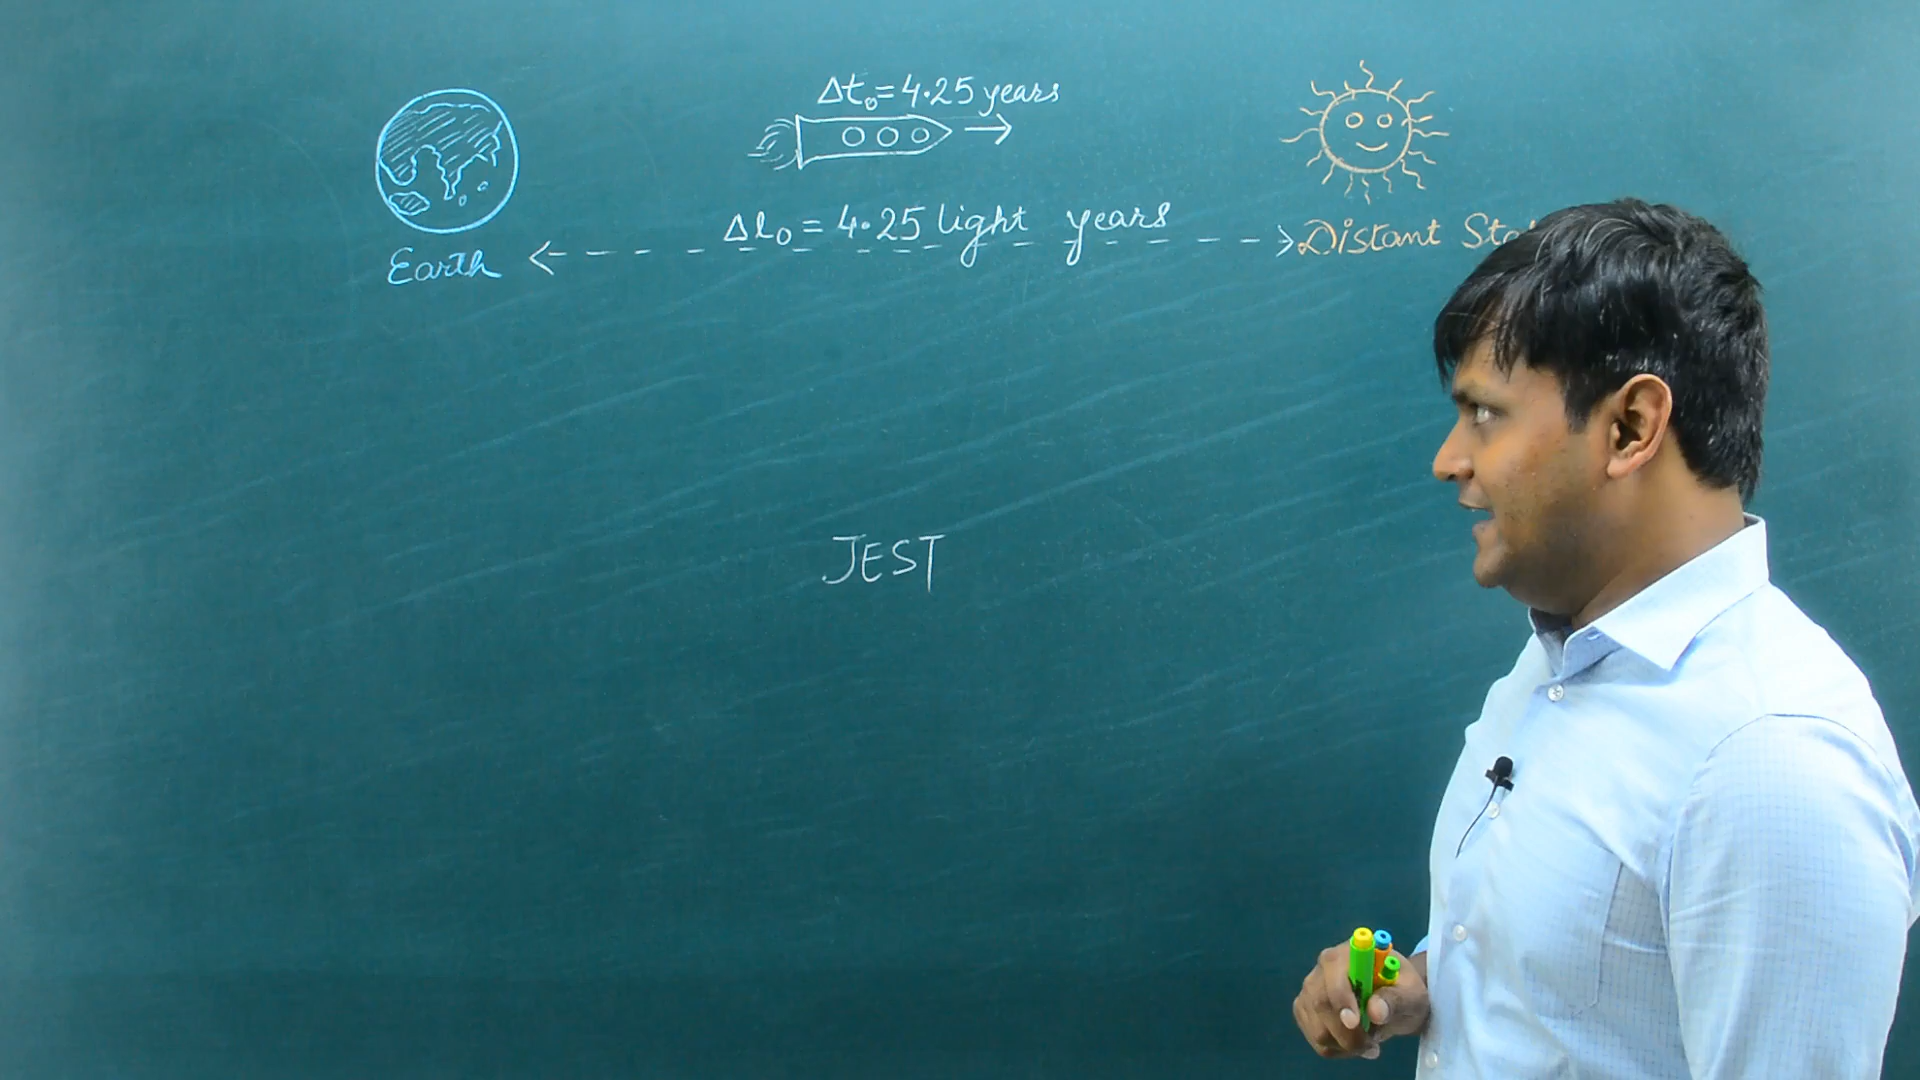 Δt₀ = 4.25 years
Δl₀ = 4.25 light years
Earth
Distant
JEST